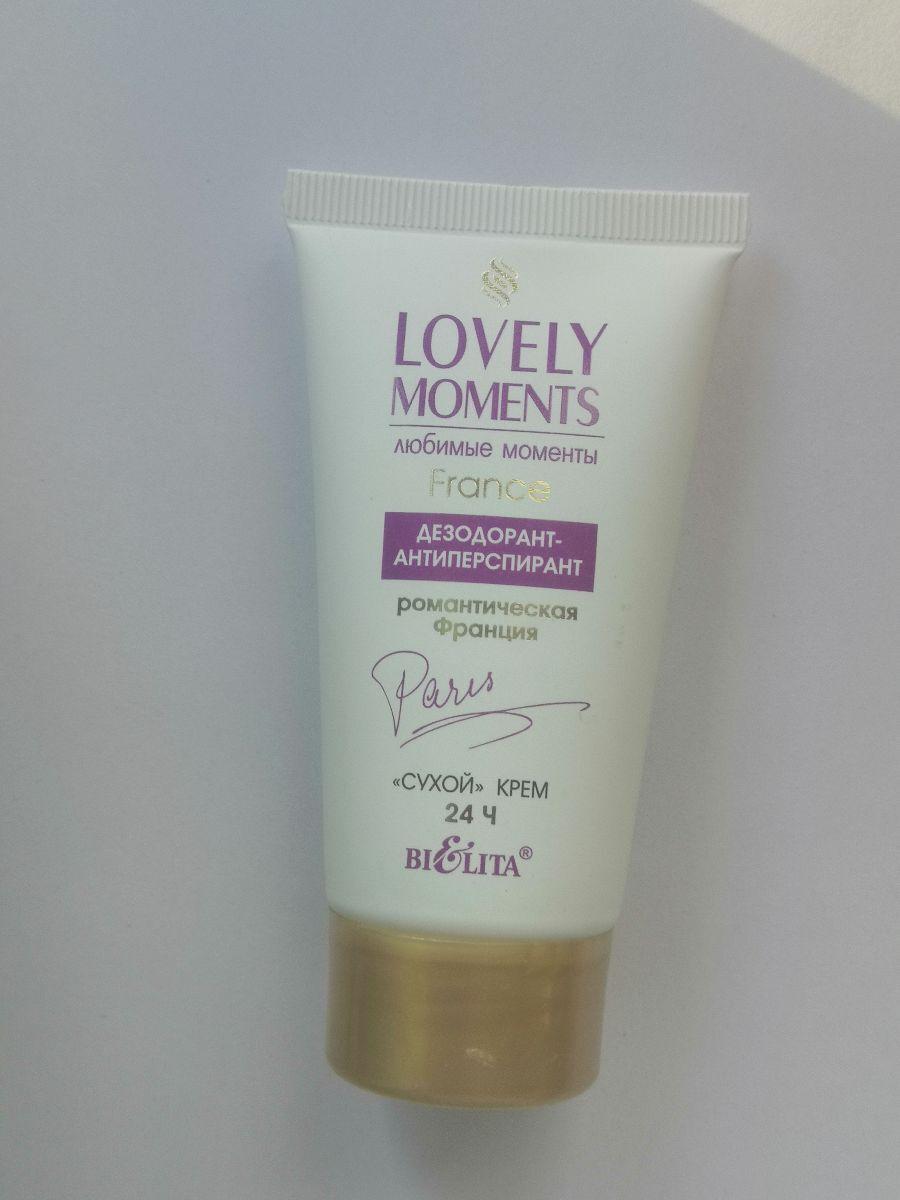 LOVELY
MOMENTS
любимые моменты
France
ДЕЗОДОРАНТ-
АНТИПЕРСПИРАНТ
романтическая
Франция
Paris
«СУХОЙ» КРЕМ
24 Ч
BIELITA®